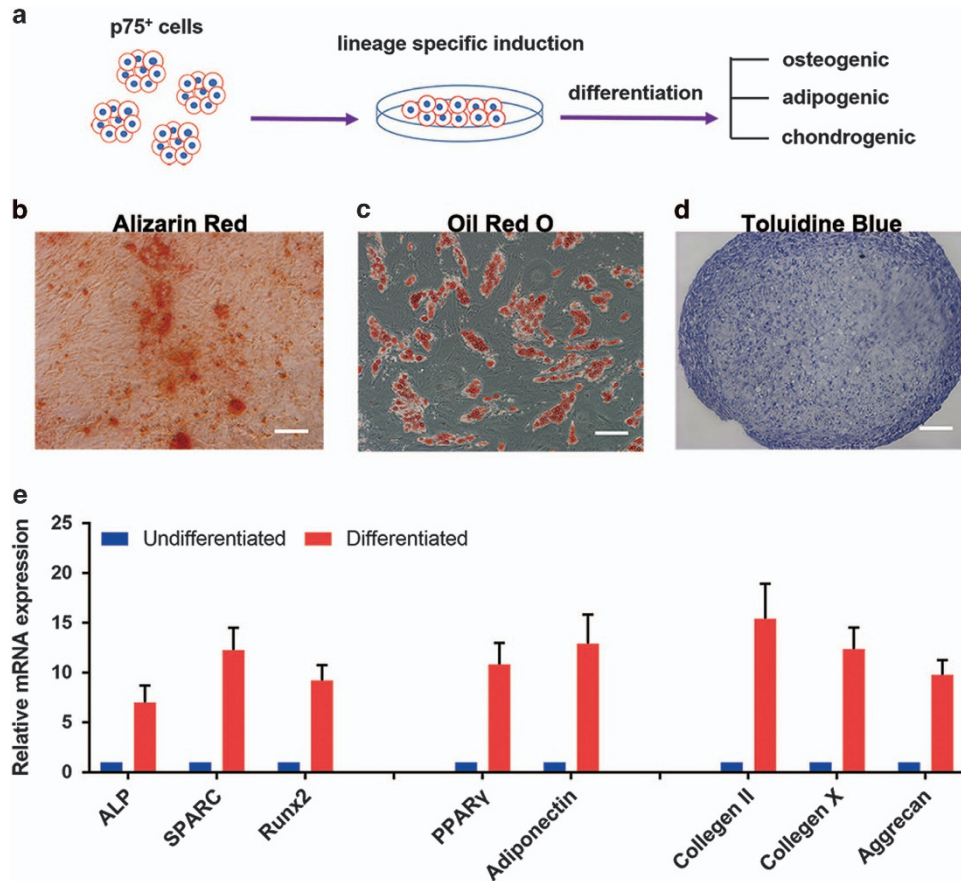 a
p75⁺ cells
lineage specific induction
differentiation
osteogenic
adipogenic
chondrogenic
b
Alizarin Red
c
Oil Red O
d
Toluidine Blue
e
Relative mRNA expression
25
20
15
10
5
0
Undifferentiated
Differentiated
ALP
SPARC
Runx2
PPARγ
Adiponectin
Collegen II
Collegen X
Aggrecan